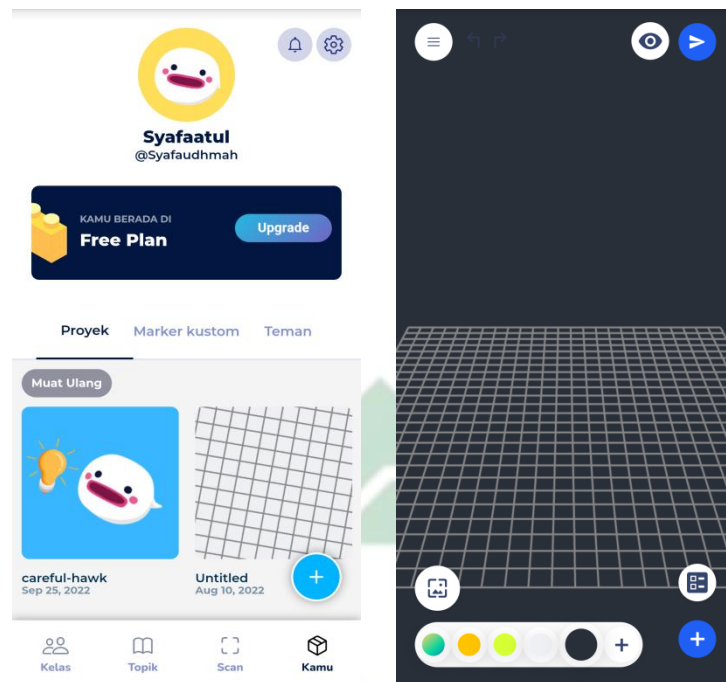 Syafaatul
@Syafaudhmah
KAMU BERADA DI
Free Plan
Upgrade
Proyek
Marker kustom
Teman
Muat Ulang
careful-hawk
Sep 25, 2022
Untitled
Aug 10, 2022
Kelas
Topik
Scan
Kamu